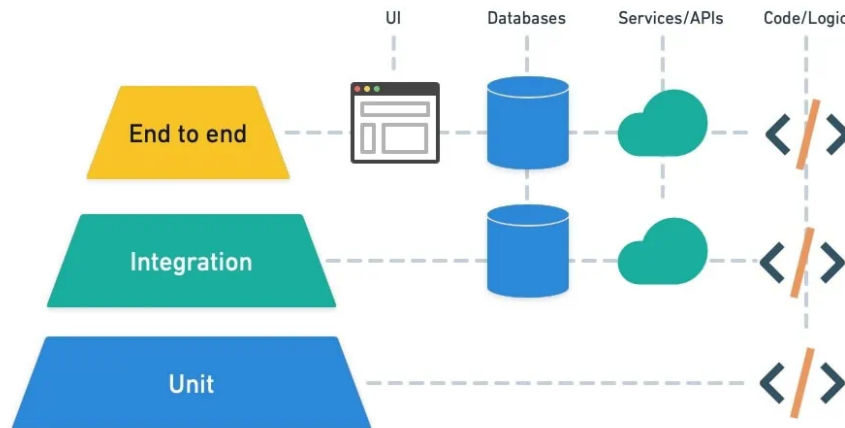 UI
Databases
Services/APIs
Code/Logic
End to end
Integration
Unit